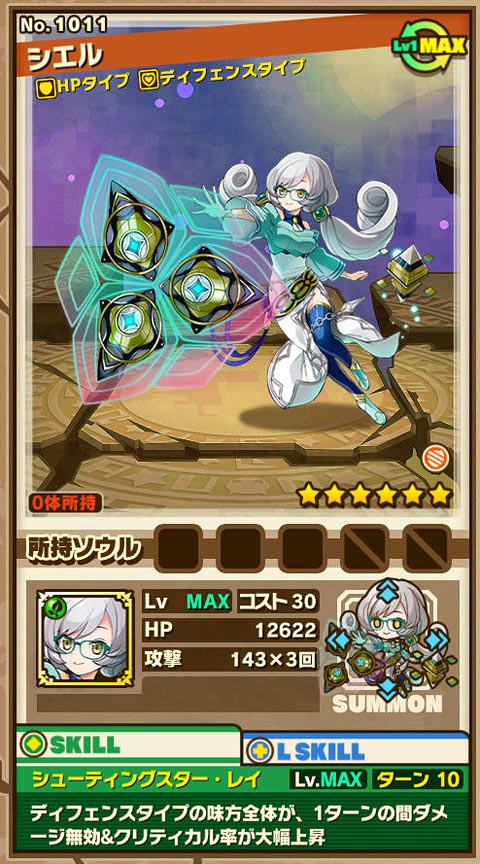 No.1011
シエル
Lv1 MAX
HPタイプ ディフェンスタイプ
0体所持
所持ソウル
Lv MAX コスト 30
HP 12622
攻撃 143×3回
SUMMON
SKILL
L SKILL
シューティングスター・レイ Lv.MAX ターン 10
ディフェンスタイプの味方全体が、1ターンの間ダメ
ージ無効&クリティカル率が大幅上昇